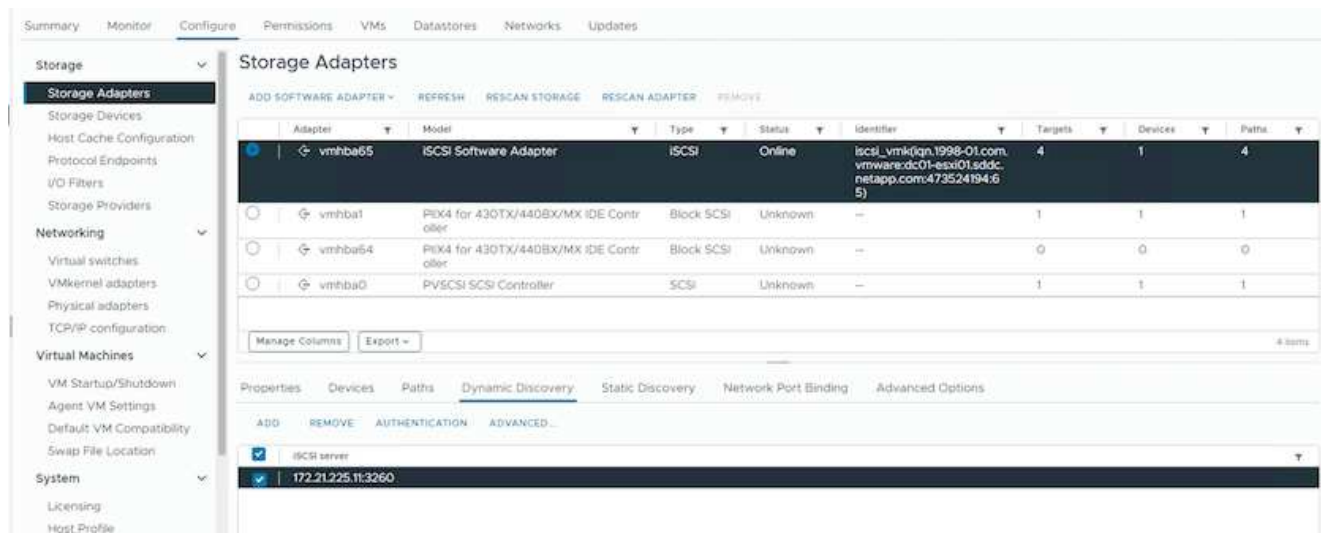 Summary Monitor Configure Permissions VMs Datastores Networks Updates
Storage
Storage Adapters
Storage Devices
Host Cache Configuration
Protocol Endpoints
I/O Filters
Storage Providers
Networking
Virtual switches
VMkernel adapters
Physical adapters
TCP/IP configuration
Virtual Machines
VM Startup/Shutdown
Agent VM Settings
Default VM Compatibility
Swap File Location
System
Licensing
Host Profile
Storage Adapters
ADD SOFTWARE ADAPTER REFRESH RESCAN STORAGE RESCAN ADAPTER REMOVE
Adapter Model Type Status Identifier Targets Devices Paths
vmhba65 iSCSI Software Adapter iSCSI Online iscsi_vmk(iqn.1998-01.com. 4 1 4
vmware:dc01-esxi01.sddc.
netapp.com:473524194:6
5)
vmhba1 PIIX4 for 430TX/440BX/MX IDE Contr Block SCSI Unknown -- 1 1 1
oller
vmhba64 PIIX4 for 430TX/440BX/MX IDE Contr Block SCSI Unknown -- 0 0 0
oller
vmhba0 PVSCSI SCSI Controller SCSI Unknown -- 1 1 1
Manage Columns Export 4 items
Properties Devices Paths Dynamic Discovery Static Discovery Network Port Binding Advanced Options
ADD REMOVE AUTHENTICATION ADVANCED...
iSCSI server
172.21.225.11:3260